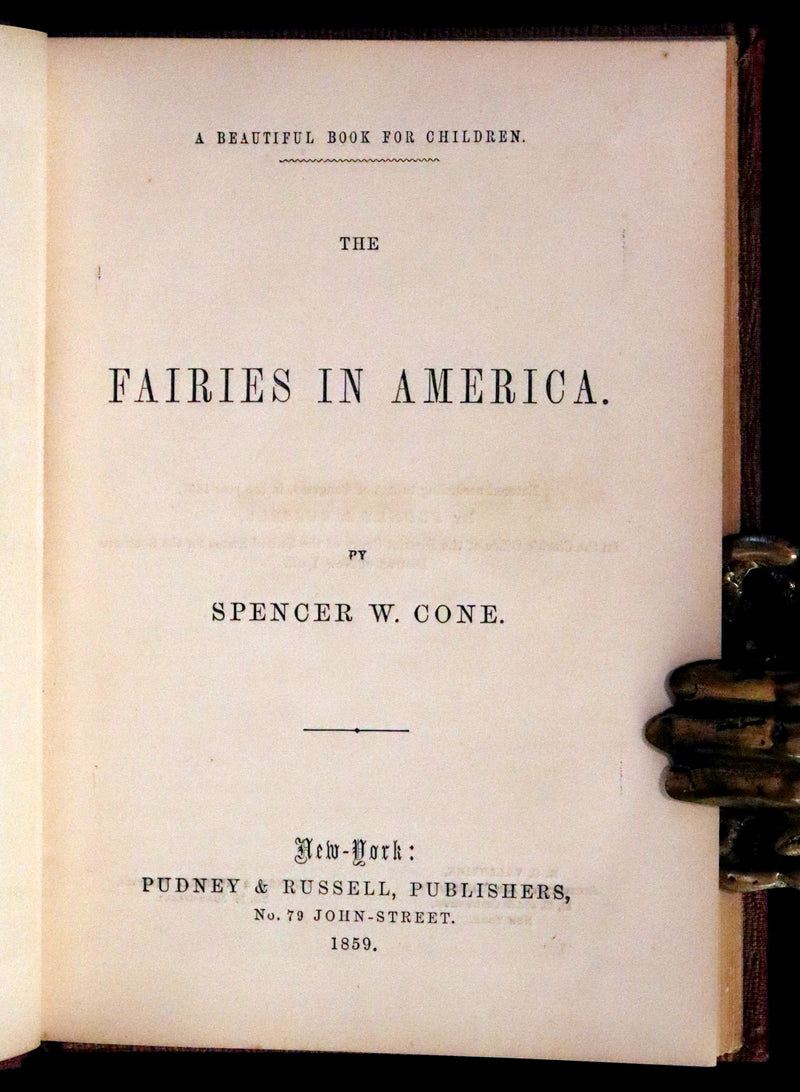 A BEAUTIFUL BOOK FOR CHILDREN.
THE
FAIRIES IN AMERICA.
BY
SPENCER W. CONE.
New-York:
PUDNEY & RUSSELL, PUBLISHERS,
No. 79 JOHN-STREET.
1859.